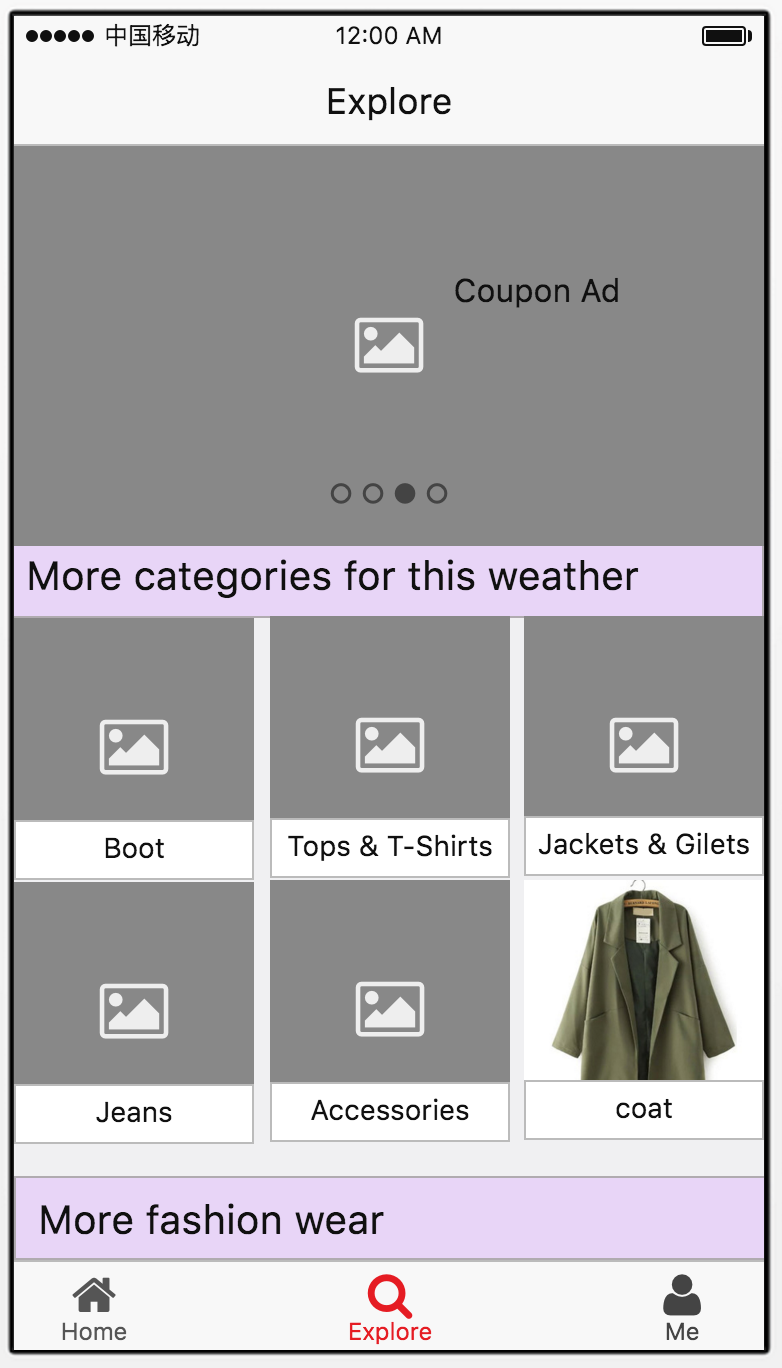 中国移动 12:00 AM
Explore
Coupon Ad
More categories for this weather
Boot Tops & T-Shirts Jackets & Gilets
Jeans Accessories coat
More fashion wear
Home Explore Me